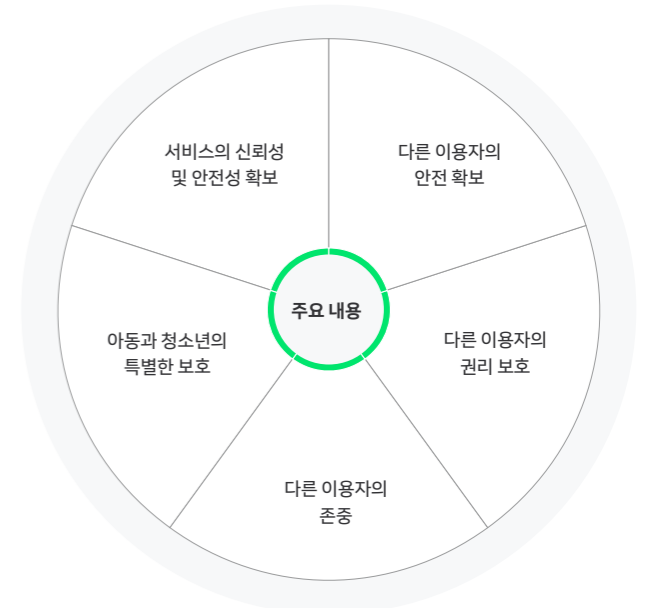 서비스의 신뢰성
및 안전성 확보
다른 이용자의
안전 확보
주요 내용
아동과 청소년의
특별한 보호
다른 이용자의
권리 보호
다른 이용자의
존중